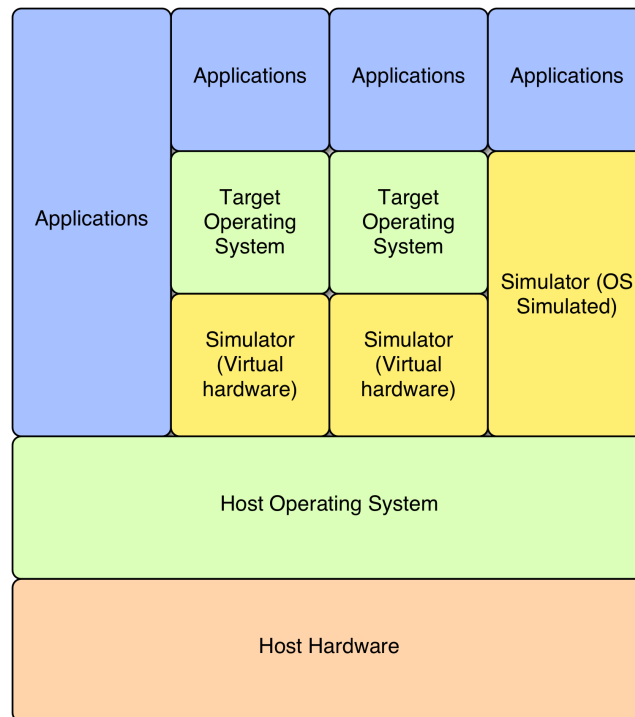 Applications
Applications
Applications
Applications
Target
Operating
System
Target
Operating
System
Simulator (OS
Simulated)
Simulator
(Virtual
hardware)
Simulator
(Virtual
hardware)
Host Operating System
Host Hardware